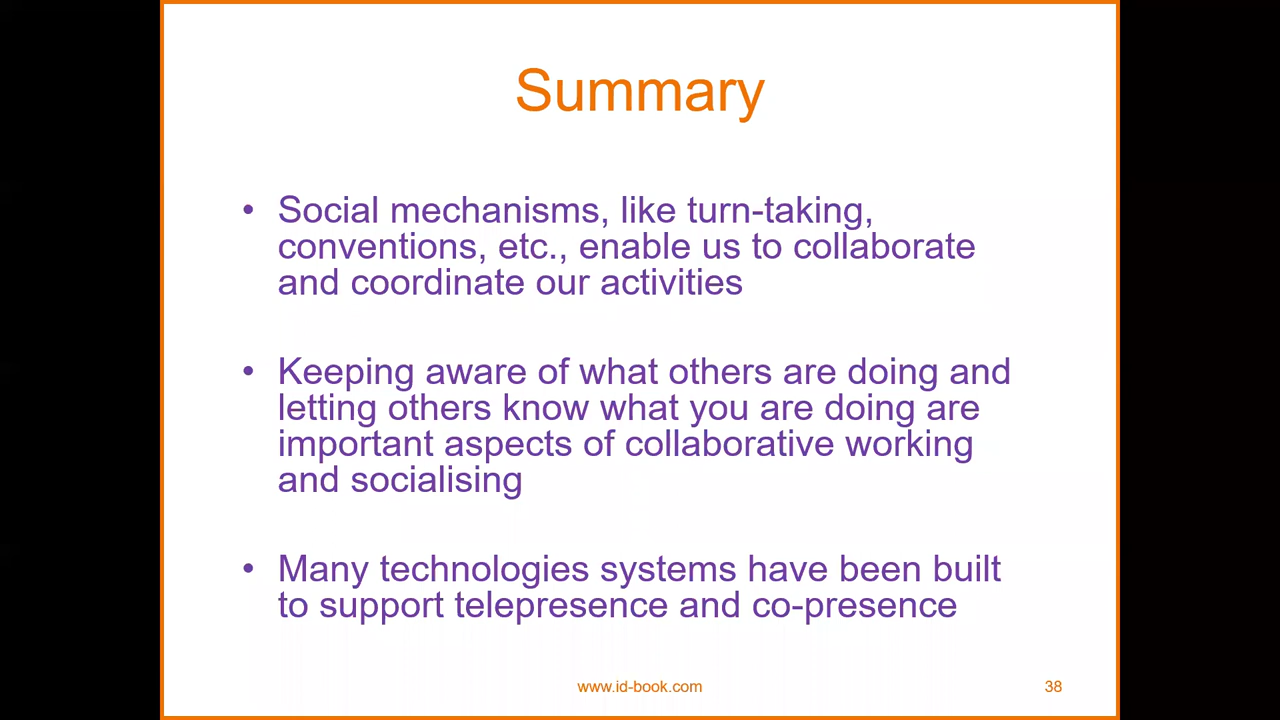 Summary
• Social mechanisms, like turn-taking,
conventions, etc., enable us to collaborate
and coordinate our activities
• Keeping aware of what others are doing and
letting others know what you are doing are
important aspects of collaborative working
and socialising
• Many technologies systems have been built
to support telepresence and co-presence
www.id-book.com
38